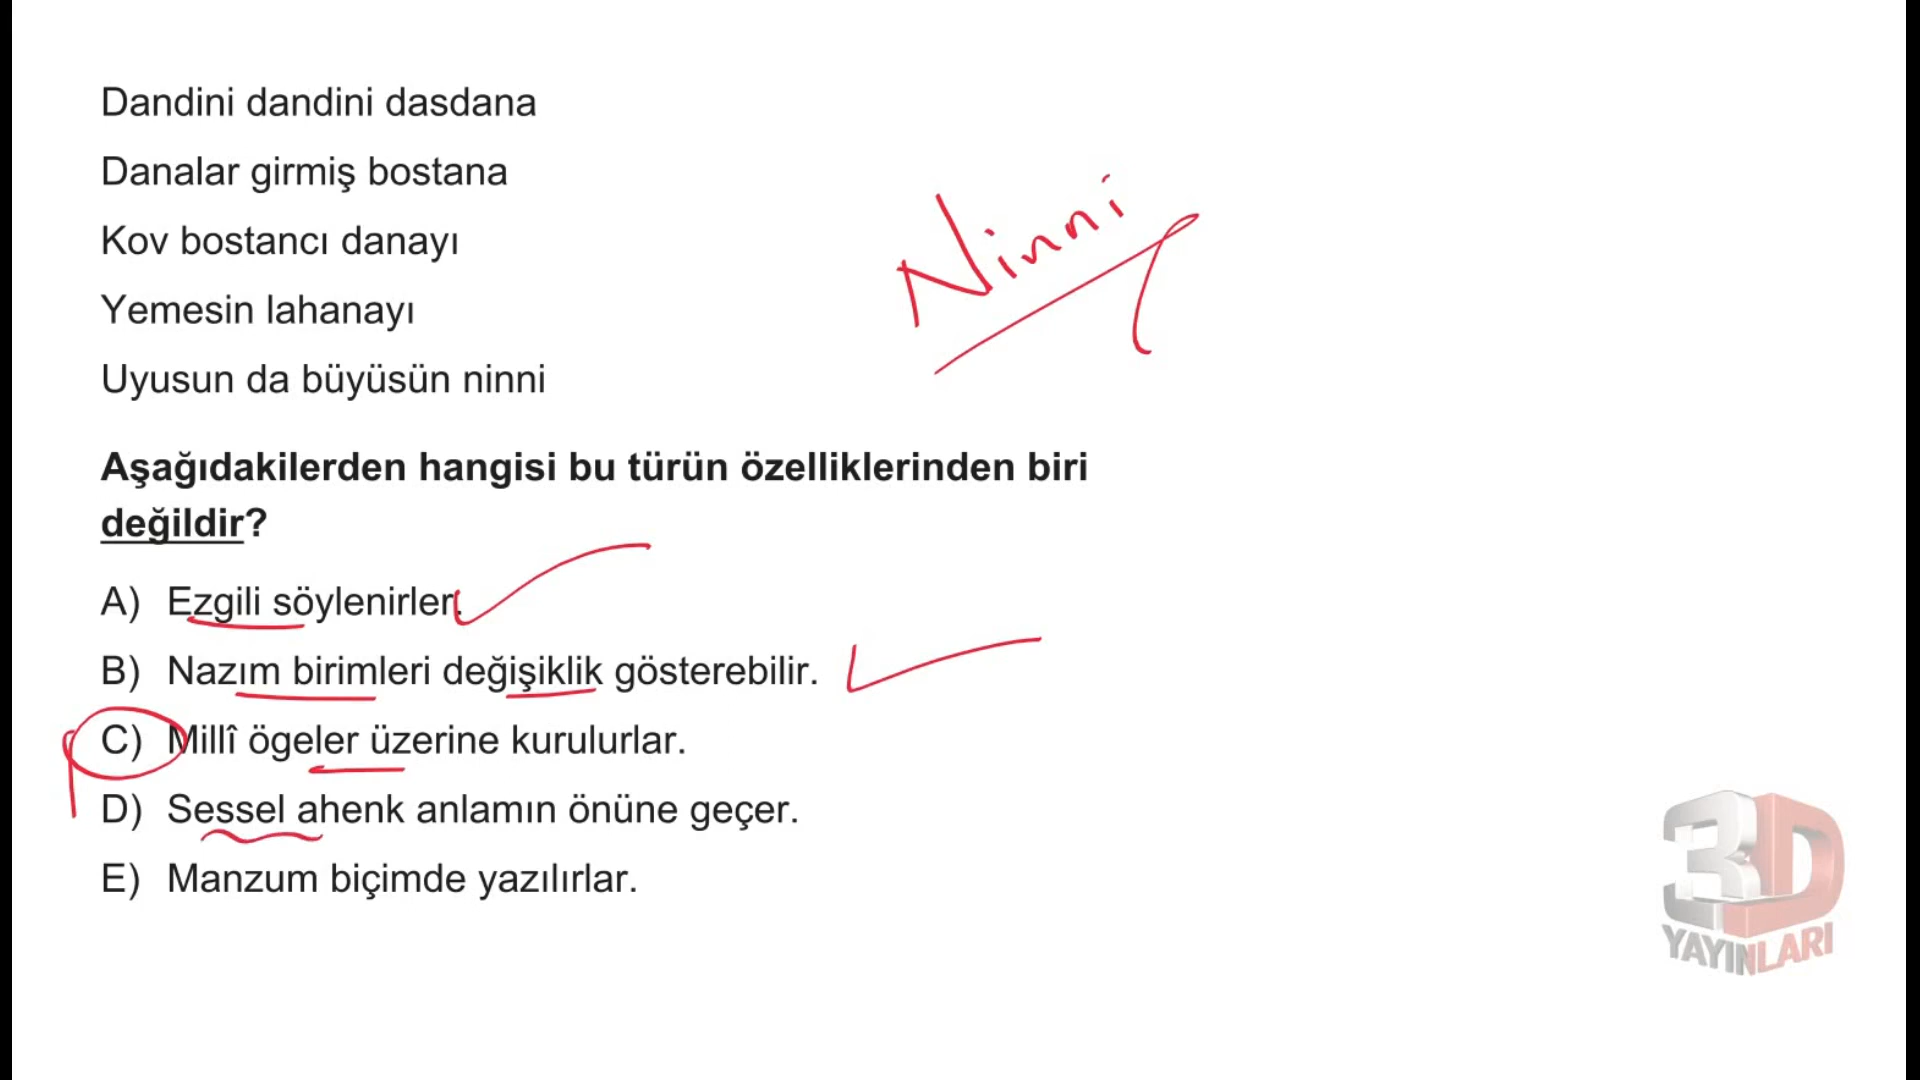 Dandini dandini dasdana
Danalar girmiş bostana
Kov bostancı danayı
Yemesin lahanayı
Uyusun da büyüsün ninni
Ninni
Aşağıdakilerden hangisi bu türün özelliklerinden biri
değildir?
A) Ezgili söylenirler.
B) Nazım birimleri değişiklik gösterebilir.
C) Millî ögeler üzerine kurulurlar.
D) Sessel ahenk anlamın önüne geçer.
E) Manzum biçimde yazılırlar.
3D
YAYINLARI